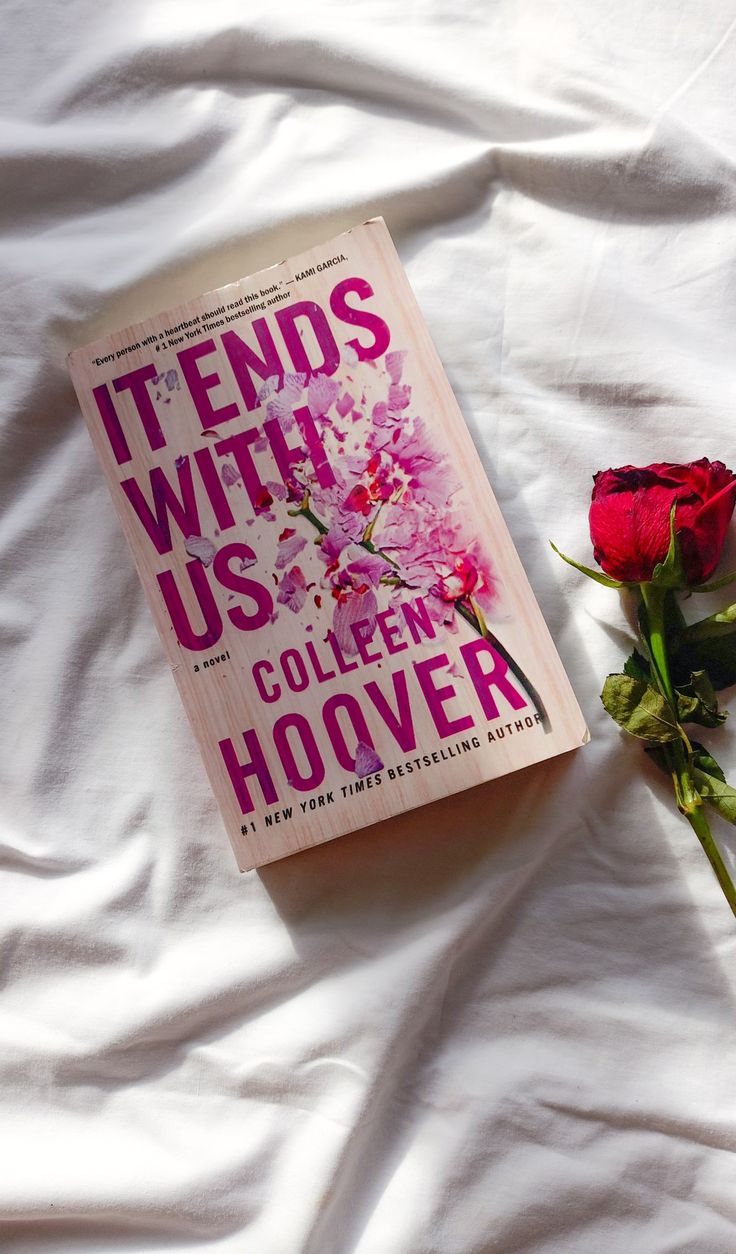 "Every person with a heartbeat should read this book." — KAMI GARCIA,
# 1 New York Times bestselling author
IT ENDS
WITH
US
a novel
COLLEEN
HOOVER
#1 NEW YORK TIMES BESTSELLING AUTHOR